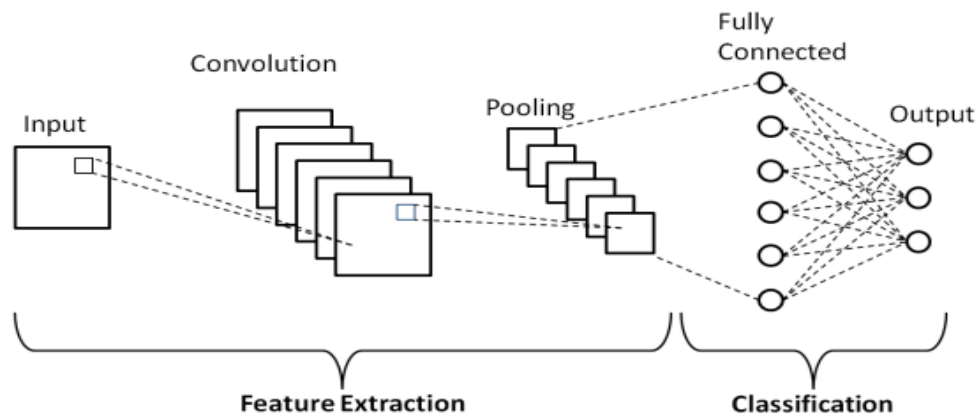 Input
Convolution
Pooling
Fully
Connected
Output
Feature Extraction
Classification